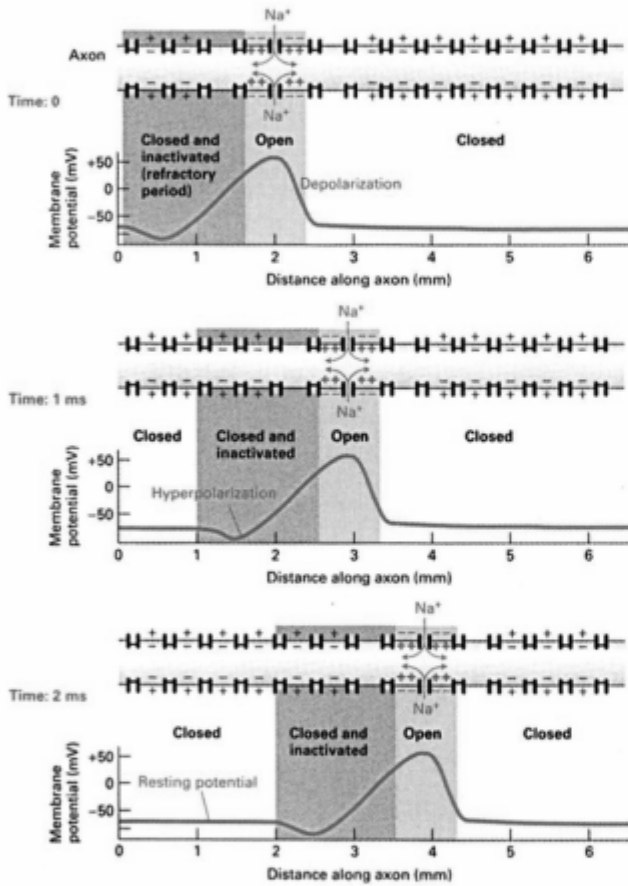 Na⁺
Axon
Na⁺
Time: 0
Closed and inactivated (refractory period)
Open
Closed
Depolarization
Membrane potential (mV)
+50
0
−50
0 1 2 3 4 5 6
Distance along axon (mm)
Na⁺
Na⁺
Time: 1 ms
Closed
Closed and inactivated
Open
Closed
Hyperpolarization
Membrane potential (mV)
+50
0
−50
0 1 2 3 4 5 6
Distance along axon (mm)
Na⁺
Na⁺
Time: 2 ms
Closed
Closed and inactivated
Open
Closed
Resting potential
Membrane potential (mV)
+50
0
−50
0 1 2 3 4 5 6
Distance along axon (mm)